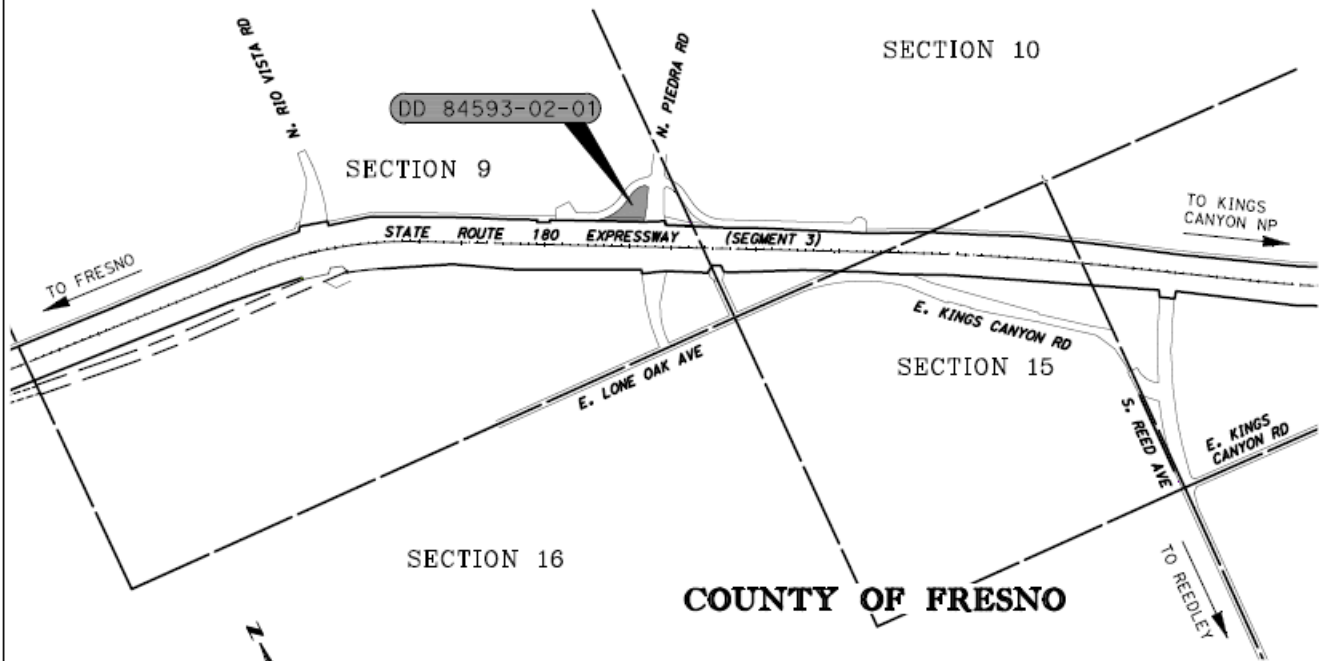 N. RIO VISTA RD
N. PIEDRA RD
SECTION 10
DD 84593-02-01
SECTION 9
TO KINGS
CANYON NP
STATE ROUTE 180 EXPRESSWAY (SEGMENT 3)
TO FRESNO
E. KINGS CANYON RD
E. LONE OAK AVE
SECTION 15
S. REED AVE
E. KINGS
CANYON RD
SECTION 16
TO REEDLEY
COUNTY OF FRESNO
N